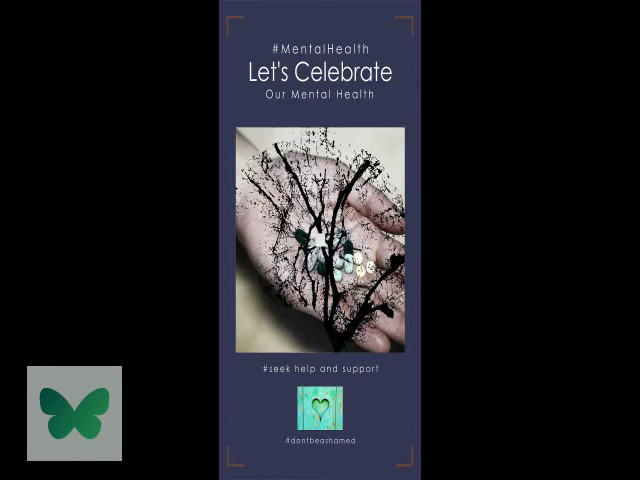 #MentalHealth
Let's Celebrate
Our Mental Health
#seek help and support
#dontbeashamed